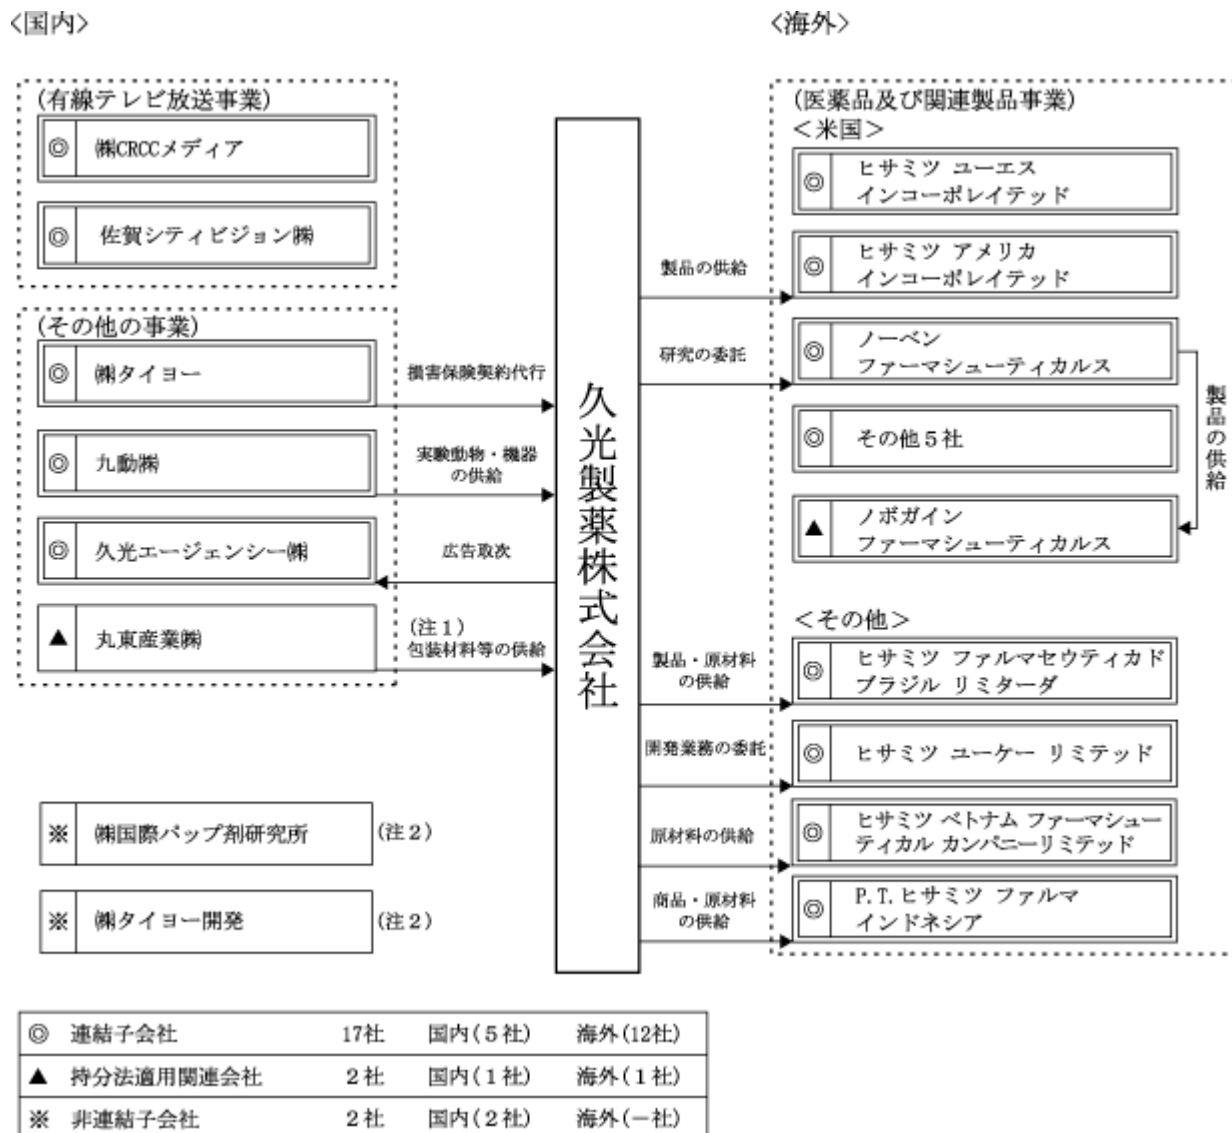 <国内>
(有線テレビ放送事業)
◎ ㈱CRCCメディア
◎ 佐賀シティビジョン㈱
(その他の事業)
◎ ㈱タイヨー
◎ 九動㈱
◎ 久光エージェンシー㈱
▲ 丸東産業㈱
※ ㈱国際パップ剤研究所
(注2)
※ ㈱タイヨー開発
(注2)
損害保険契約代行
実験動物・機器
の供給
広告取次
(注1)
包装材料等の供給
久光製薬株式会社
製品の供給
研究の委託
製品・原材料
の供給
開発業務の委託
原材料の供給
商品・原材料
の供給
<海外>
(医薬品及び関連製品事業)
<米国>
◎ ヒサミツ ユーエス
インコーポレイテッド
◎ ヒサミツ アメリカ
インコーポレイテッド
◎ ノーベン
ファーマシューティカルス
◎ その他5社
▲ ノボガイン
ファーマシューティカルス
製品の供給
<その他>
◎ ヒサミツ ファルマセウティカド
ブラジル リミターダ
◎ ヒサミツ ユーケー リミテッド
◎ ヒサミツ ベトナム ファーマシュー
ティカル カンパニーリミテッド
◎ P.T.ヒサミツ ファルマ
インドネシア
◎ 連結子会社 17社 国内(5社) 海外(12社)
▲ 持分法適用関連会社 2社 国内(1社) 海外(1社)
※ 非連結子会社 2社 国内(2社) 海外(－社)